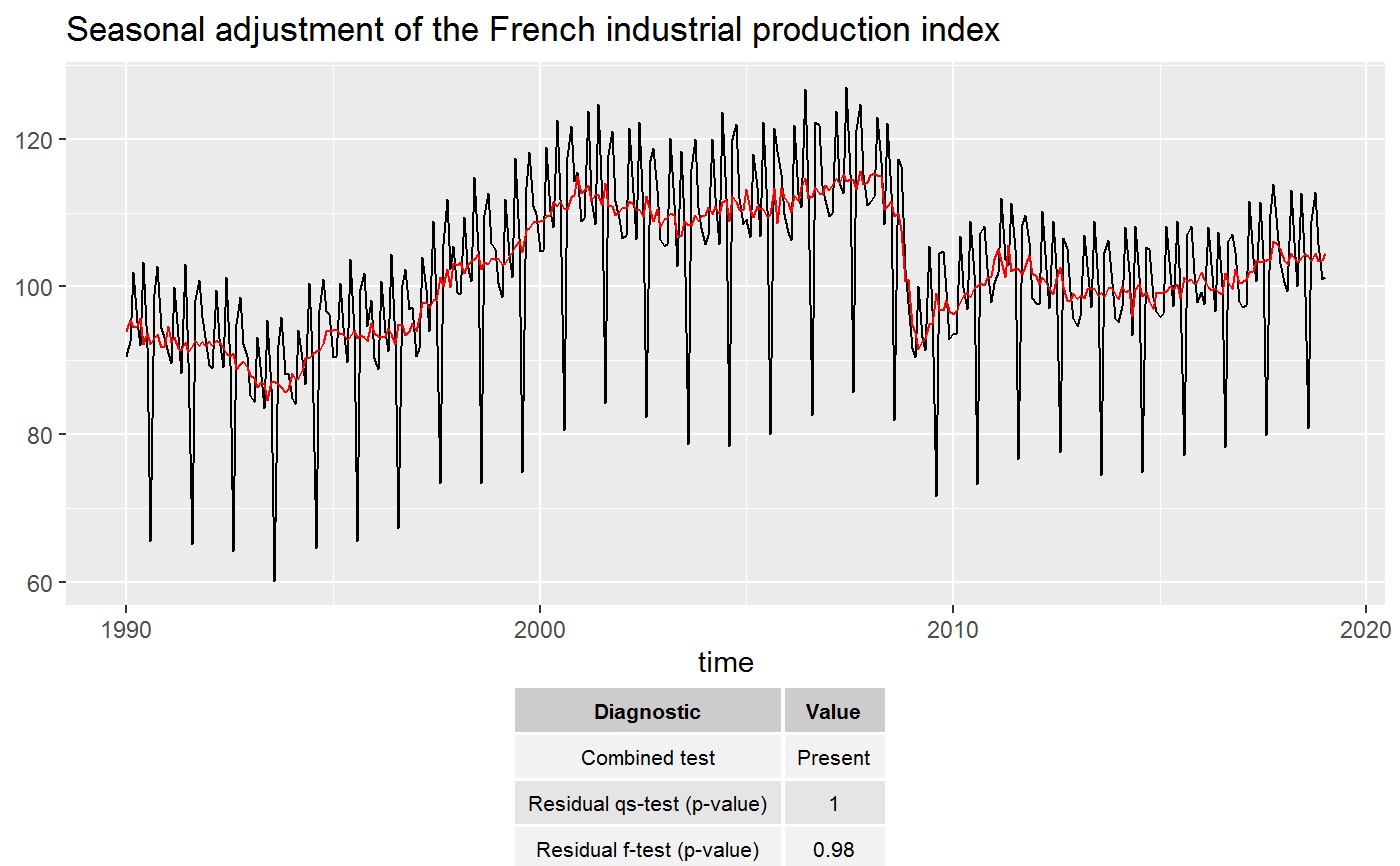 Seasonal adjustment of the French industrial production index
120
100
80
60
1990 2000 2010 2020
time
Diagnostic Value
Combined test Present
Residual qs-test (p-value) 1
Residual f-test (p-value) 0.98